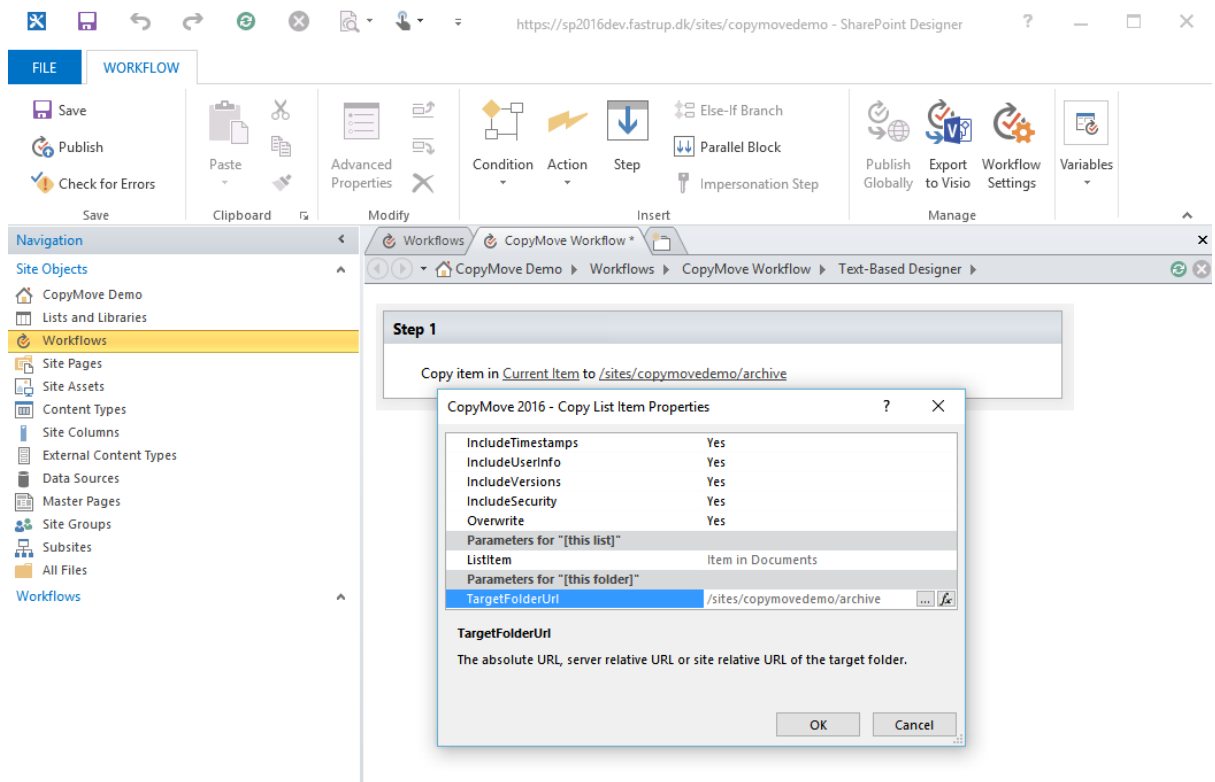 https://sp2016dev.fastrup.dk/sites/copymovedemo - SharePoint Designer
?
FILE WORKFLOW
Save
Publish
Check for Errors
Save
Paste
Clipboard
Advanced Properties
Modify
Condition Action Step
Else-If Branch
Parallel Block
Impersonation Step
Insert
Publish Globally
Export to Visio
Workflow Settings
Manage
Variables
Navigation
Site Objects
CopyMove Demo
Lists and Libraries
Workflows
Site Pages
Site Assets
Content Types
Site Columns
External Content Types
Data Sources
Master Pages
Site Groups
Subsites
All Files
Workflows
Workflows CopyMove Workflow *
CopyMove Demo Workflows CopyMove Workflow Text-Based Designer
Step 1
Copy item in Current Item to /sites/copymovedemo/archive
CopyMove 2016 - Copy List Item Properties ?
IncludeTimestamps Yes
IncludeUserInfo Yes
IncludeVersions Yes
IncludeSecurity Yes
Overwrite Yes
Parameters for "[this list]"
ListItem Item in Documents
Parameters for "[this folder]"
TargetFolderUrl /sites/copymovedemo/archive ... fx
TargetFolderUrl
The absolute URL, server relative URL or site relative URL of the target folder.
OK Cancel